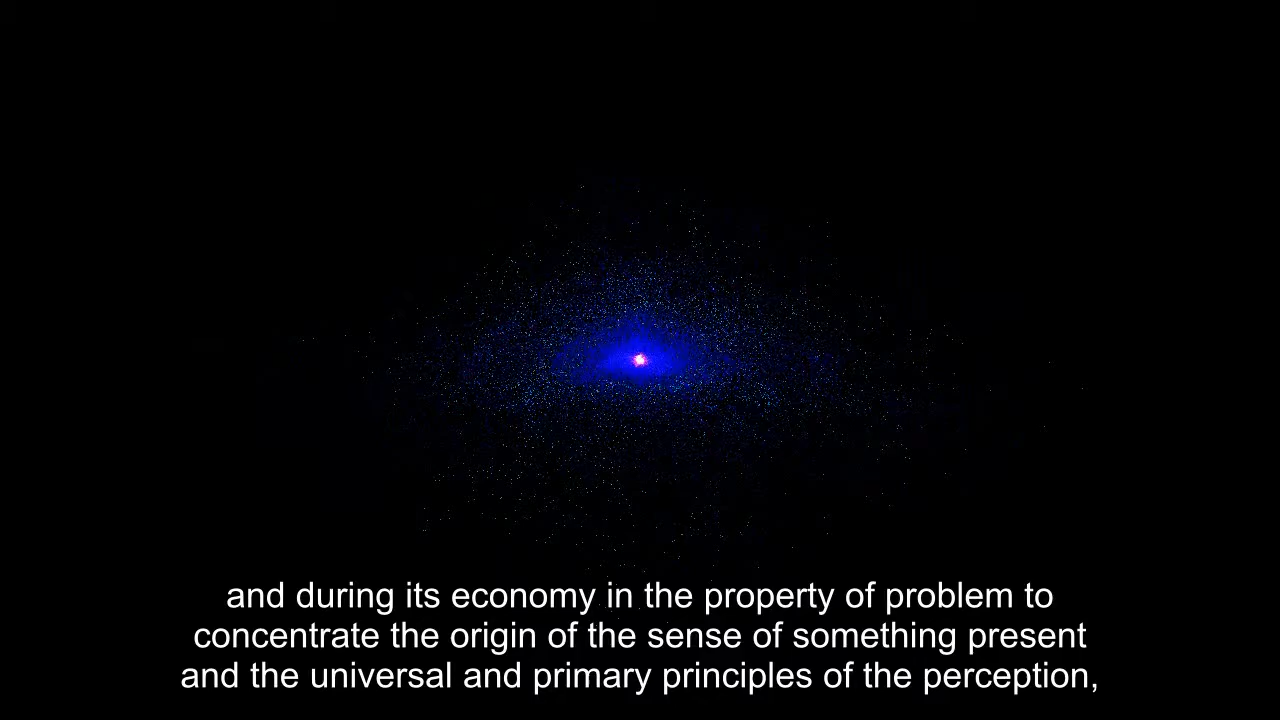 and during its economy in the property of problem to
concentrate the origin of the sense of something present
and the universal and primary principles of the perception,